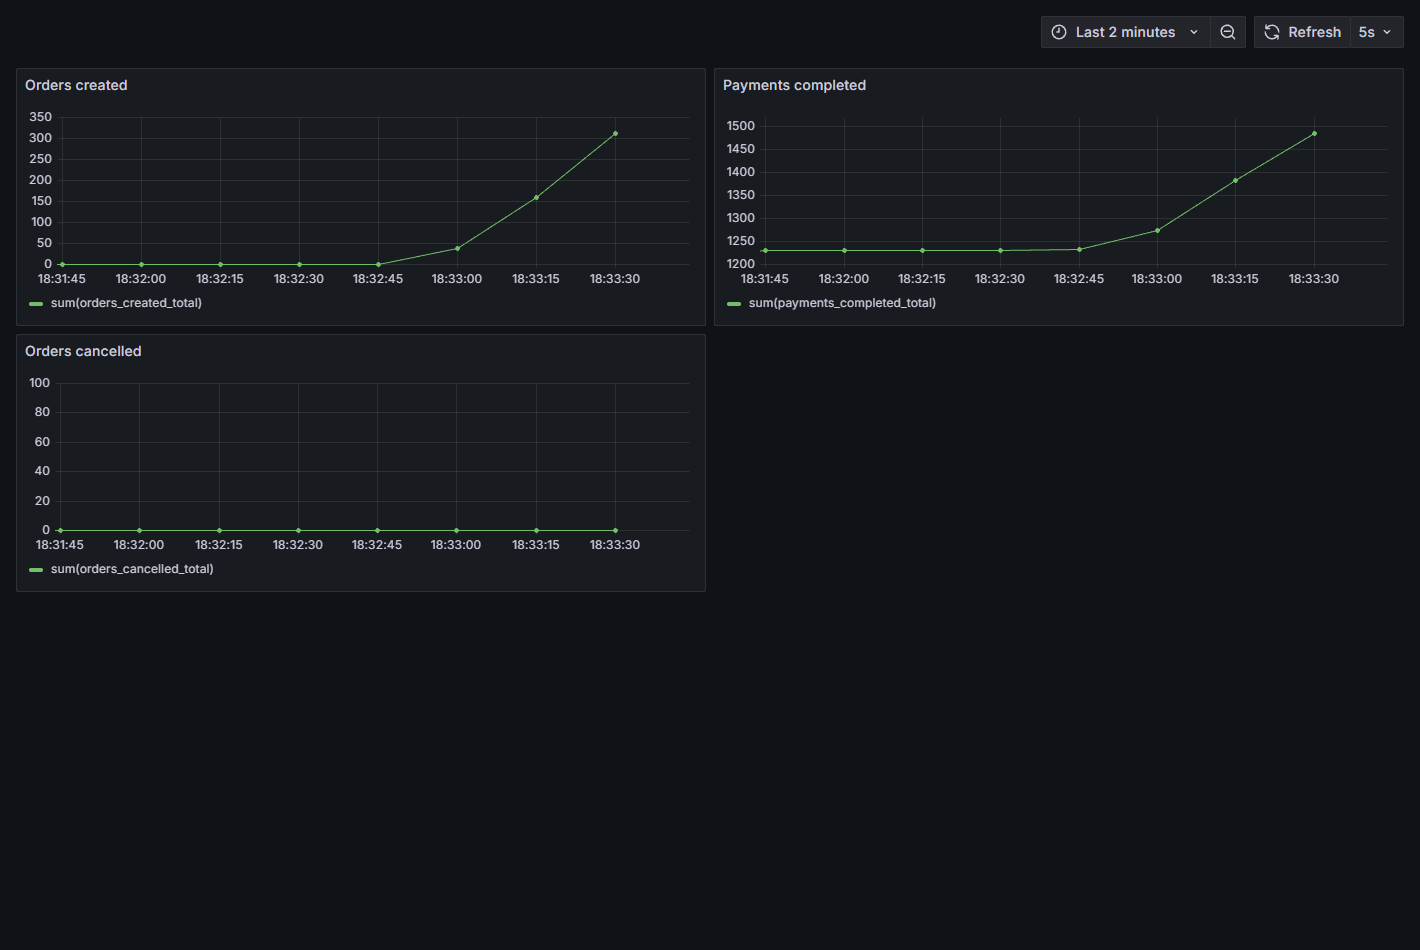 Last 2 minutes
Refresh
5s
Orders created
350
300
250
200
150
100
50
0
18:31:45 18:32:00 18:32:15 18:32:30 18:32:45 18:33:00 18:33:15 18:33:30
sum(orders_created_total)
Payments completed
1500
1450
1400
1350
1300
1250
1200
18:31:45 18:32:00 18:32:15 18:32:30 18:32:45 18:33:00 18:33:15 18:33:30
sum(payments_completed_total)
Orders cancelled
100
80
60
40
20
0
18:31:45 18:32:00 18:32:15 18:32:30 18:32:45 18:33:00 18:33:15 18:33:30
sum(orders_cancelled_total)